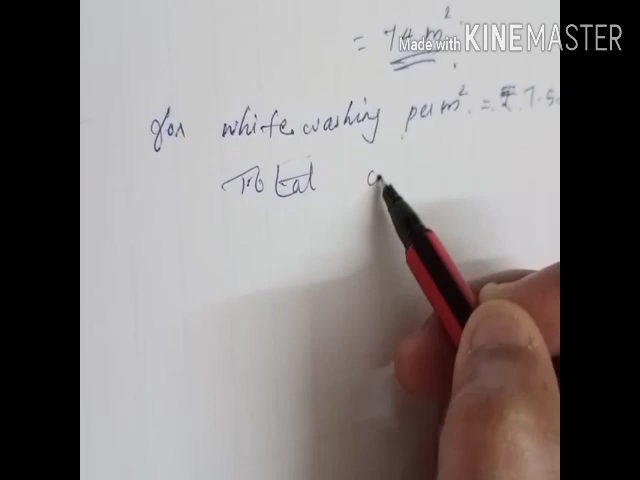 = 74 m²
Made with KINEMASTER
for white washing per m² = ₹ 7.5
Total c